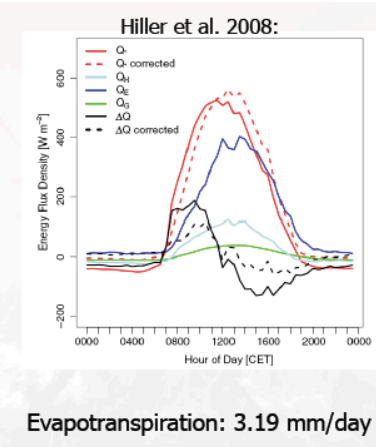 Hiller et al. 2008:
Q-
Q- corrected
QH
QE
QG
ΔQ
ΔQ corrected
Energy Flux Density [W m⁻²]
600
400
200
0
−200
0000 0400 0800 1200 1600 2000 0000
Hour of Day [CET]
Evapotranspiration: 3.19 mm/day